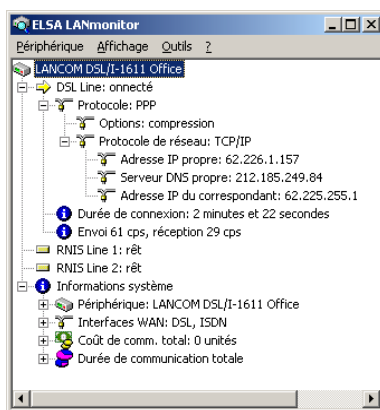 ELSA LANmonitor
Périphérique Affichage Outils ?
LANCOM DSL/I-1611 Office
DSL Line: onnecté
Protocole: PPP
Options: compression
Protocole de réseau: TCP/IP
Adresse IP propre: 62.226.1.157
Serveur DNS propre: 212.185.249.84
Adresse IP du correspondant: 62.225.255.1
Durée de connexion: 2 minutes et 22 secondes
Envoi 61 cps, réception 29 cps
RNIS Line 1: rêt
RNIS Line 2: rêt
Informations système
Périphérique: LANCOM DSL/I-1611 Office
Interfaces WAN: DSL, ISDN
Coût de comm. total: 0 unités
Durée de communication totale